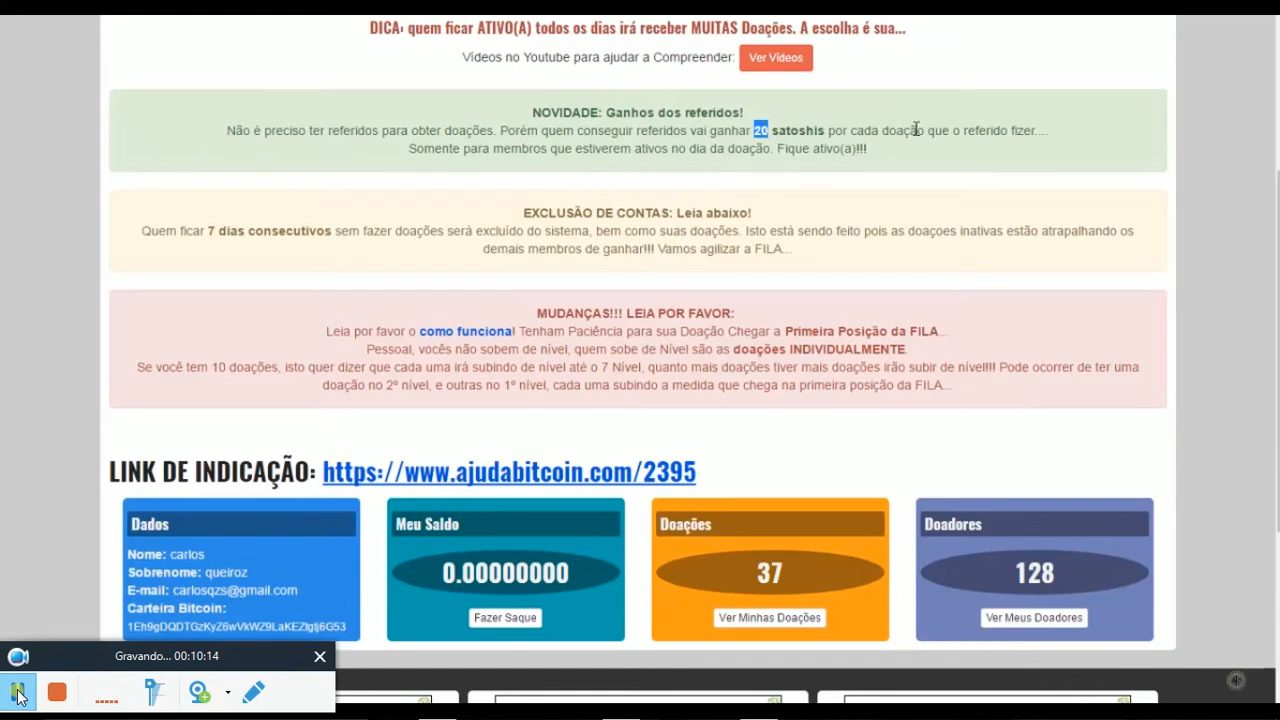 DICA: quem ficar ATIVO(A) todos os dias irá receber MUITAS Doações. A escolha é sua...
Vídeos no Youtube para ajudar a Compreender: Ver Vídeos
NOVIDADE: Ganhos dos referidos!
Não é preciso ter referidos para obter doações. Porém quem conseguir referidos vai ganhar 20 satoshis por cada doação que o referido fizer....
Somente para membros que estiverem ativos no dia da doação. Fique ativo(a)!!!
EXCLUSÃO DE CONTAS: Leia abaixo!
Quem ficar 7 dias consecutivos sem fazer doações será excluído do sistema, bem como suas doações. Isto está sendo feito pois as doaçoes inativas estão atrapalhando os
demais membros de ganhar!!! Vamos agilizar a FILA...
MUDANÇAS!!! LEIA POR FAVOR:
Leia por favor o como funciona! Tenham Paciência para sua Doação Chegar a Primeira Posição da FILA...
Pessoal, vocês não sobem de nível, quem sobe de Nível são as doações INDIVIDUALMENTE.
Se você tem 10 doações, isto quer dizer que cada uma irá subindo de nível até o 7 Nível, quanto mais doações tiver mais doações irão subir de nível!!!! Pode ocorrer de ter uma
doação no 2º nível, e outras no 1º nível, cada uma subindo a medida que chega na primeira posição da FILA...
LINK DE INDICAÇÃO: https://www.ajudabitcoin.com/2395
Dados
Nome: carlos
Sobrenome: queiroz
E-mail: carlosqzs@gmail.com
Carteira Bitcoin:
Meu Saldo
0.00000000
Fazer Saque
Doações
37
Ver Minhas Doações
Doadores
128
Ver Meus Doadores
Gravando... 00:10:14